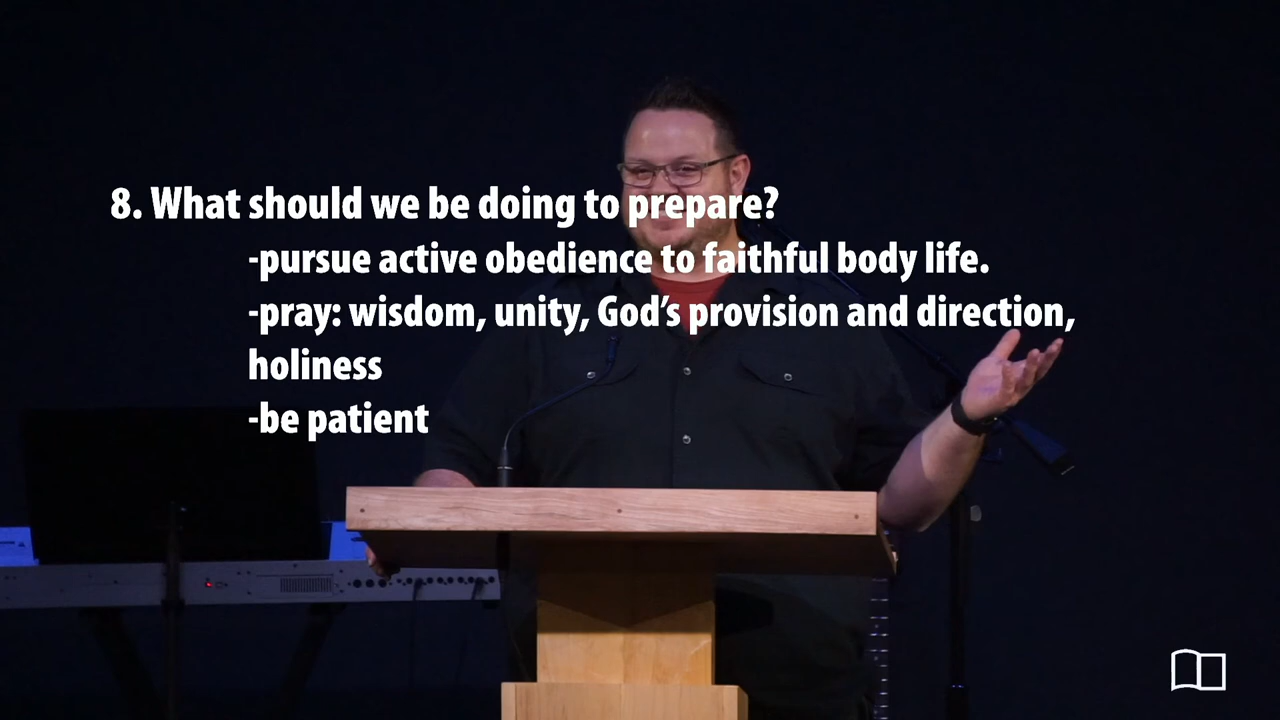 8. What should we be doing to prepare?
-pursue active obedience to faithful body life.
-pray: wisdom, unity, God’s provision and direction,
holiness
-be patient